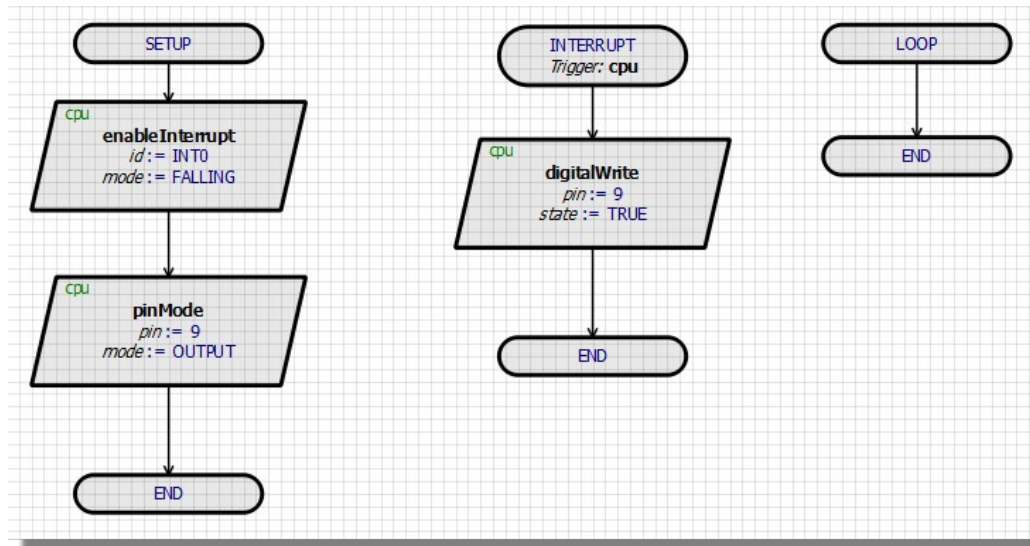 SETUP
cpu
enableInterrupt
id := INT0
mode := FALLING
cpu
pinMode
pin := 9
mode := OUTPUT
END
INTERRUPT
Trigger: cpu
cpu
digitalWrite
pin := 9
state := TRUE
END
LOOP
END